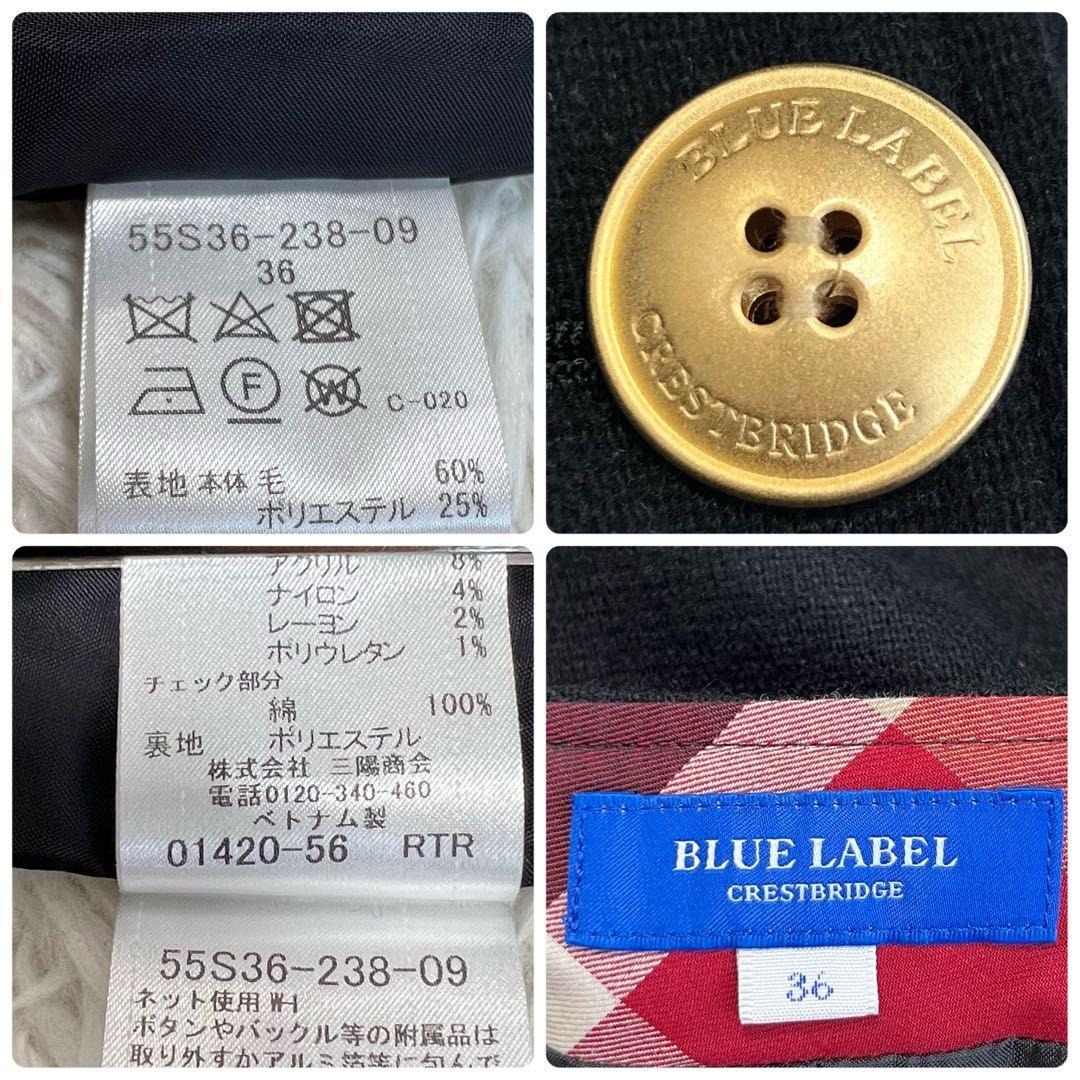 55S36-238-09
36
F
W
C-020
表地 本体 毛 60%
ポリエステル 25%
BLUE LABEL
CRESTBRIDGE
アクリル 8%
ナイロン 4%
レーヨン 2%
ポリウレタン 1%
チェック部分
綿 100%
裏地 ポリエステル
株式会社 三陽商会
電話0120-340-460
ベトナム製
01420-56 RTR
55S36-238-09
ネット使用 WH
ボタンやバックル等の附属品は
取り外すかアルミ箔等に包んで
BLUE LABEL
CRESTBRIDGE
36